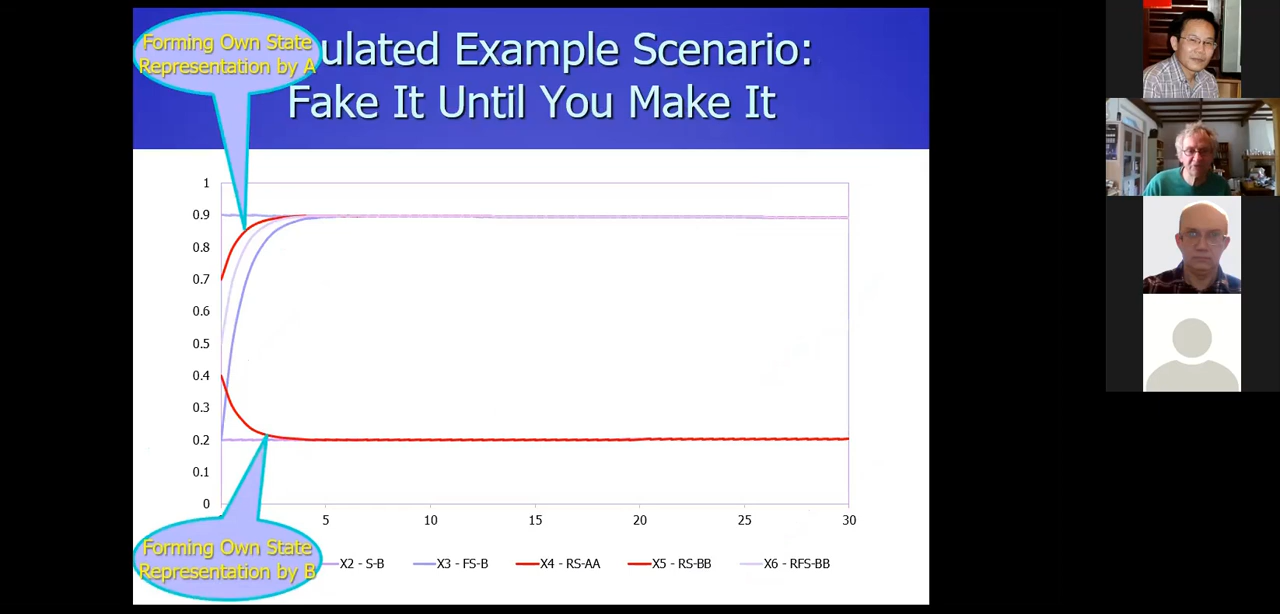 Forming Own State
Representation by A
ulated Example Scenario:
Fake It Until You Make It
1
0.9
0.8
0.7
0.6
0.5
0.4
0.3
0.2
0.1
0
5 10 15 20 25 30
Forming Own State
Representation by B
X2 - S-B X3 - FS-B X4 - RS-AA X5 - RS-BB X6 - RFS-BB